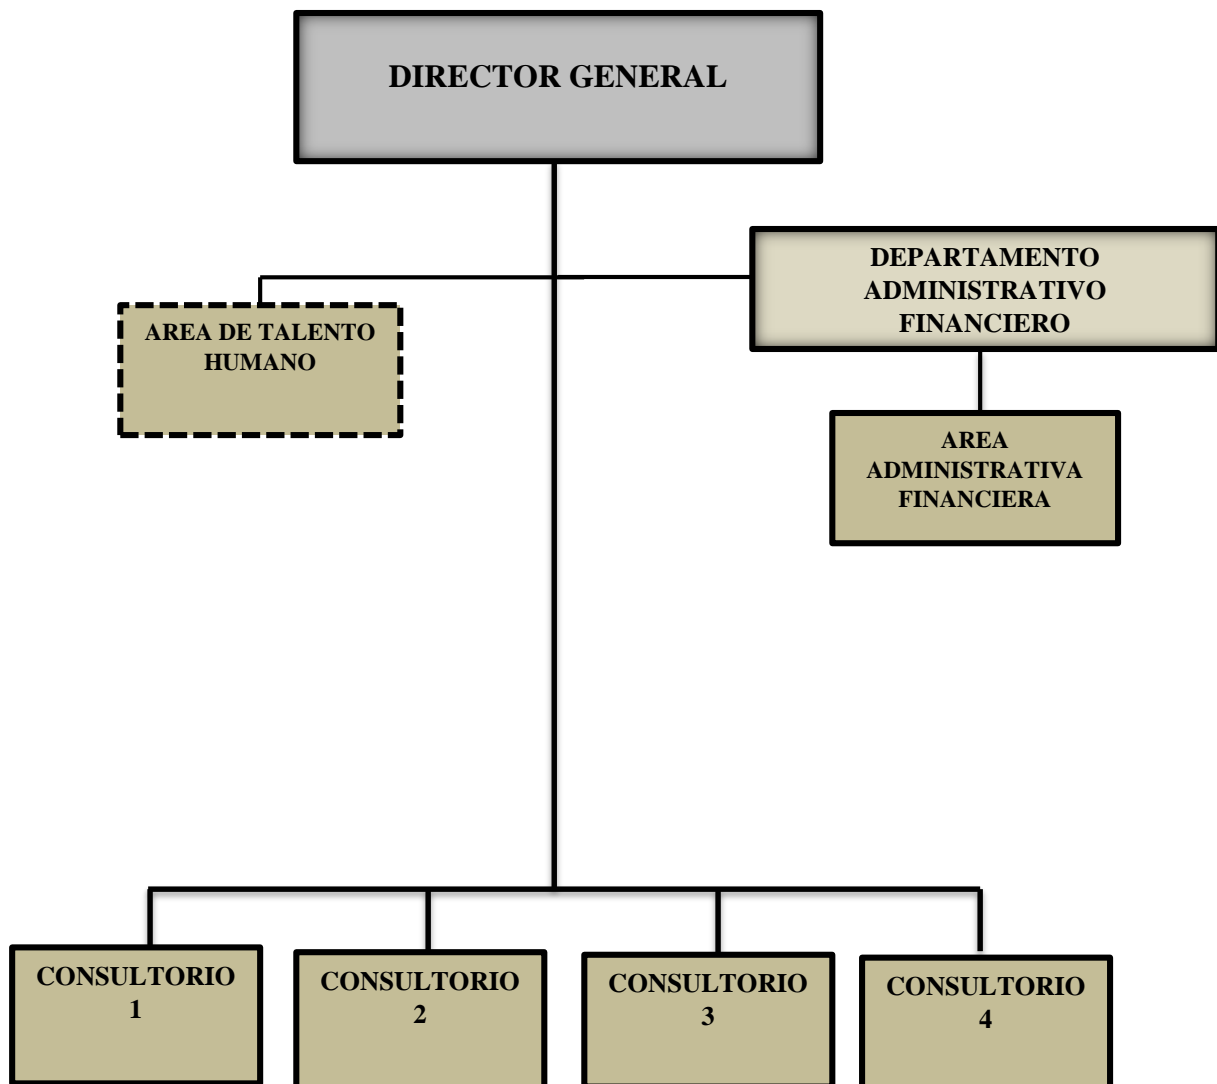 DIRECTOR GENERAL
DEPARTAMENTO
ADMINISTRATIVO
FINANCIERO
AREA DE TALENTO
HUMANO
AREA
ADMINISTRATIVA
FINANCIERA
CONSULTORIO
1
CONSULTORIO
2
CONSULTORIO
3
CONSULTORIO
4